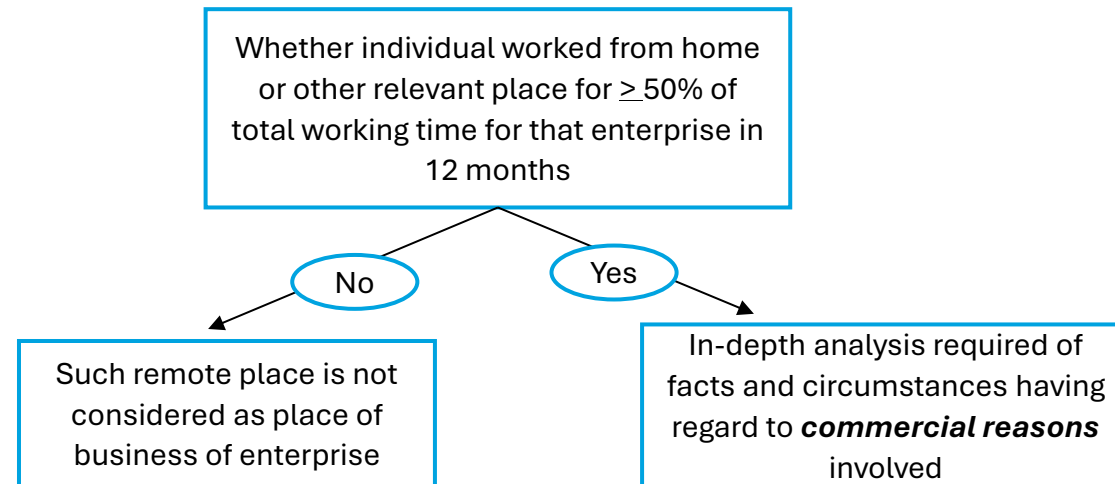 Whether individual worked from home
or other relevant place for ≥ 50% of
total working time for that enterprise in
12 months
No
Yes
Such remote place is not
considered as place of
business of enterprise
In-depth analysis required of
facts and circumstances having
regard to commercial reasons
involved